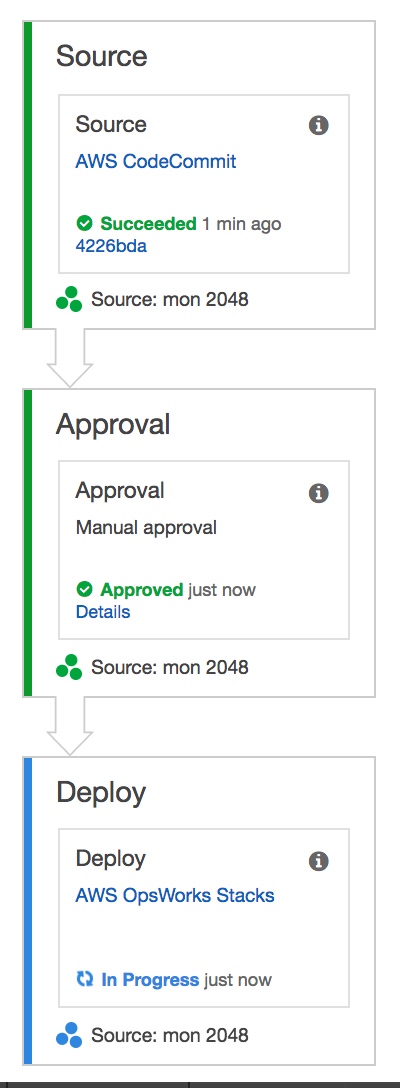 Source
Source
AWS CodeCommit
Succeeded 1 min ago
4226bda
Source: mon 2048
Approval
Approval
Manual approval
Approved just now
Details
Source: mon 2048
Deploy
Deploy
AWS OpsWorks Stacks
In Progress just now
Source: mon 2048